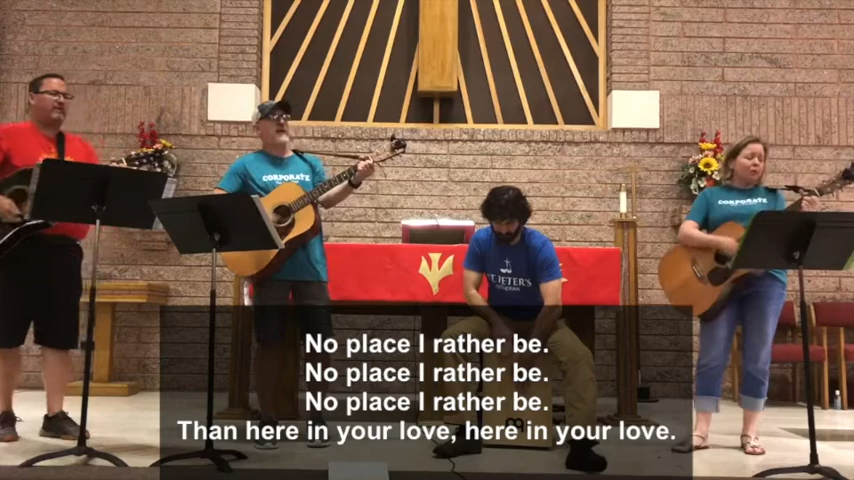 CORPORATE
CORPORATE
ST. PETER'S
LUTHERAN
No place I rather be.
No place I rather be.
No place I rather be.
Than here in your love, here in your love.